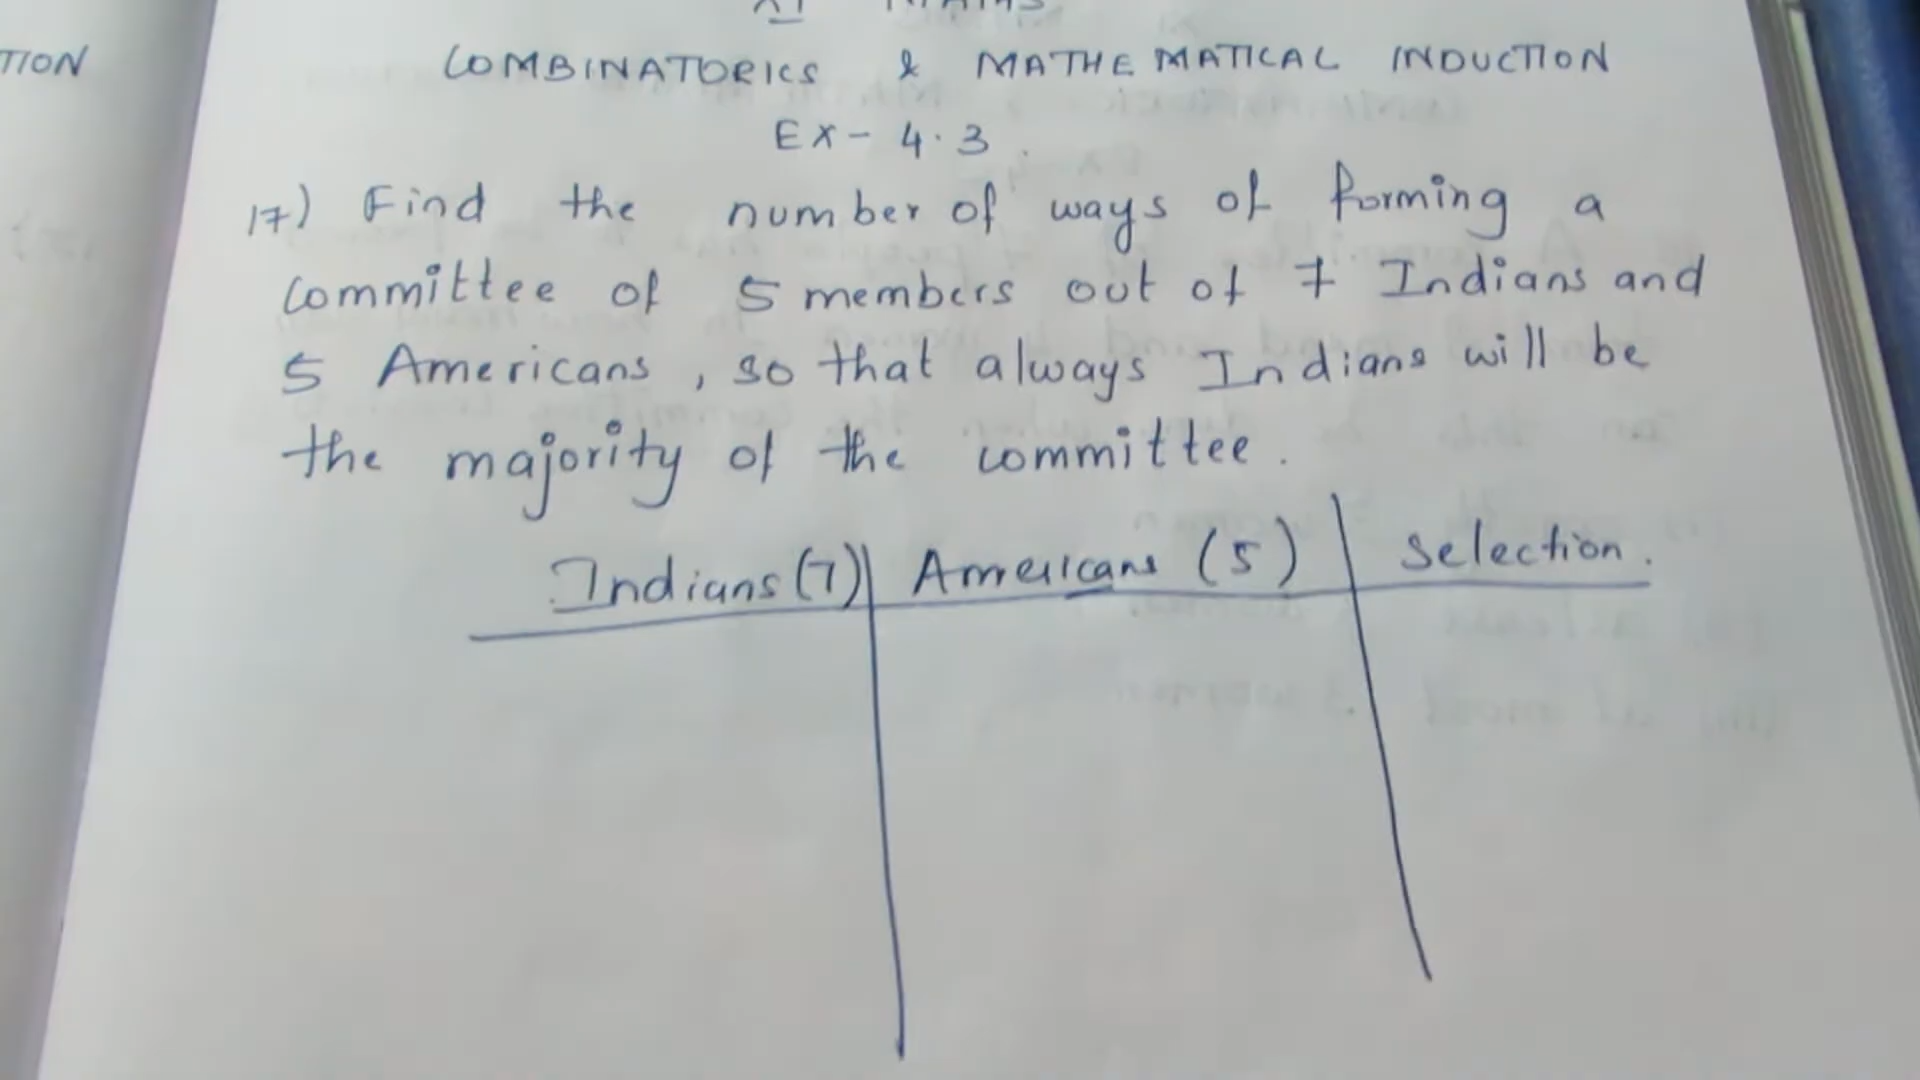 TION
COMBINATORICS & MATHEMATICAL INDUCTION
Ex - 4.3
17) Find the number of ways of forming a
committee of 5 members out of 7 Indians and
5 Americans, so that always Indians will be
the majority of the committee.
Indians (7) Americans (5) Selection.